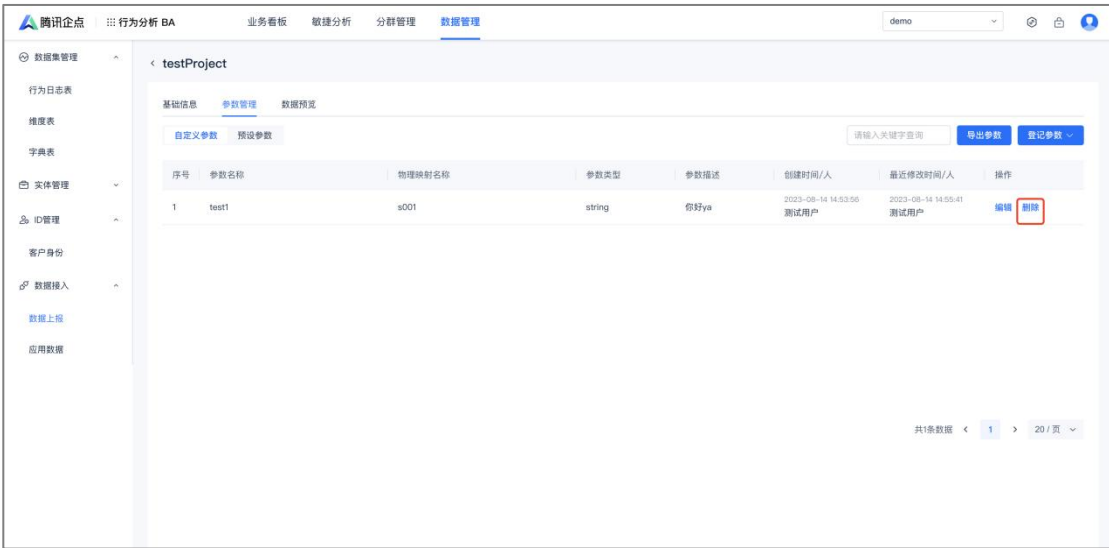 腾讯企点 行为分析 BA 业务看板 敏捷分析 分群管理 数据管理 demo
数据集管理
行为日志表
维度表
字典表
实体管理
ID管理
客户身份
数据接入
数据上报
应用数据
testProject
基础信息 参数管理 数据预览
自定义参数 预设参数 请输入关键字查询 导出参数 登记参数
序号 参数名称 物理映射名称 参数类型 参数描述 创建时间/人 最近修改时间/人 操作
1 test1 s001 string 你好ya 2023-08-14 14:53:56 测试用户 2023-08-14 14:55:41 测试用户 编辑 删除
共1条数据 1 20 / 页